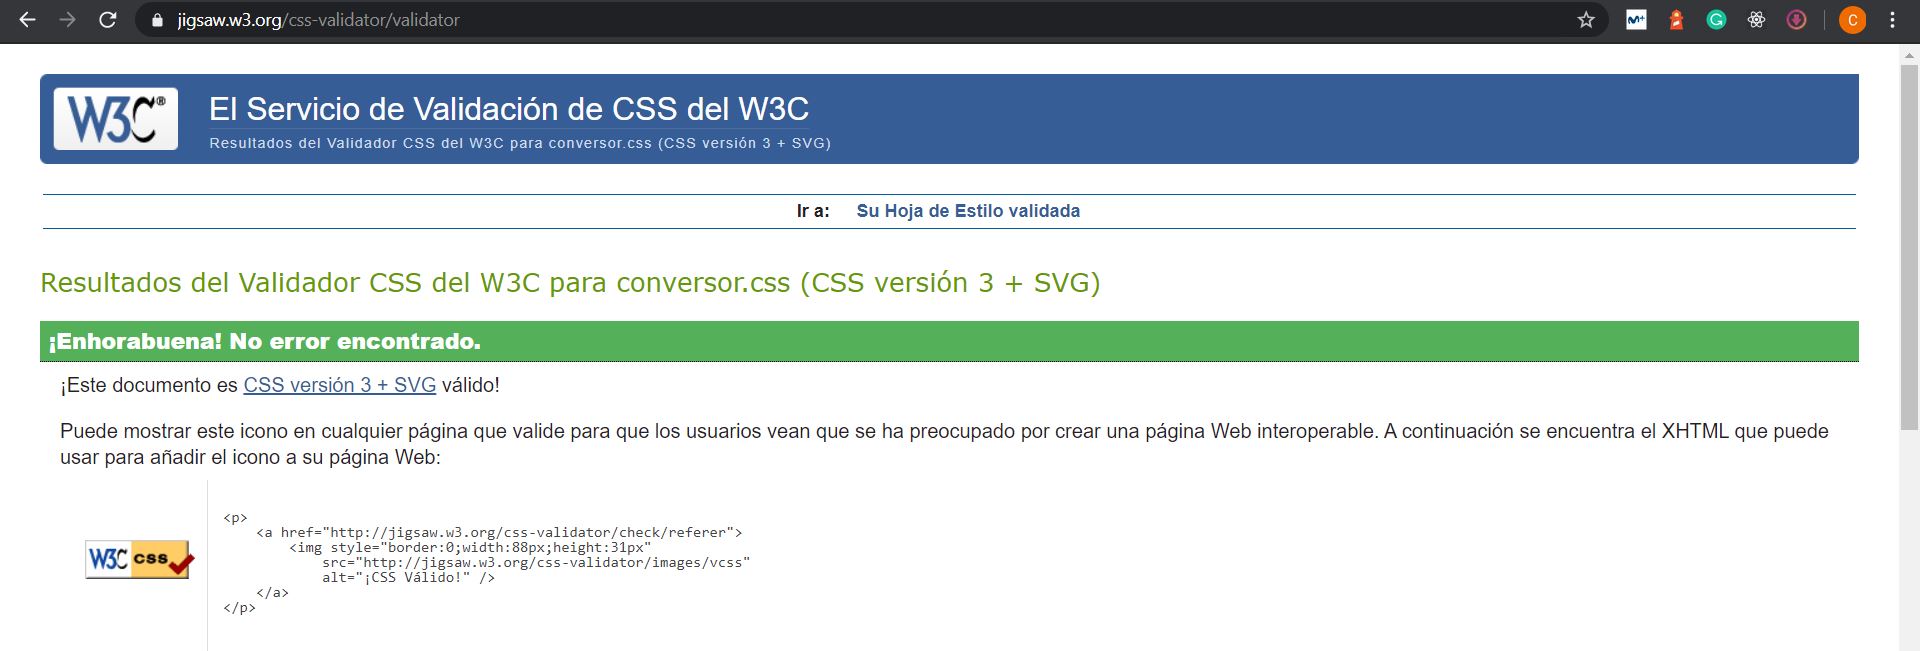 jigsaw.w3.org/css-validator/validator
C
W3C®
El Servicio de Validación de CSS del W3C
Resultados del Validador CSS del W3C para conversor.css (CSS versión 3 + SVG)
Ir a: Su Hoja de Estilo validada
Resultados del Validador CSS del W3C para conversor.css (CSS versión 3 + SVG)
¡Enhorabuena! No error encontrado.
¡Este documento es CSS versión 3 + SVG válido!
Puede mostrar este icono en cualquier página que valide para que los usuarios vean que se ha preocupado por crear una página Web interoperable. A continuación se encuentra el XHTML que puede
usar para añadir el icono a su página Web:
W3C css
<p>
    <a href="http://jigsaw.w3.org/css-validator/check/referer">
        <img style="border:0;width:88px;height:31px"
            src="http://jigsaw.w3.org/css-validator/images/vcss"
            alt="¡CSS Válido!" />
    </a>
</p>